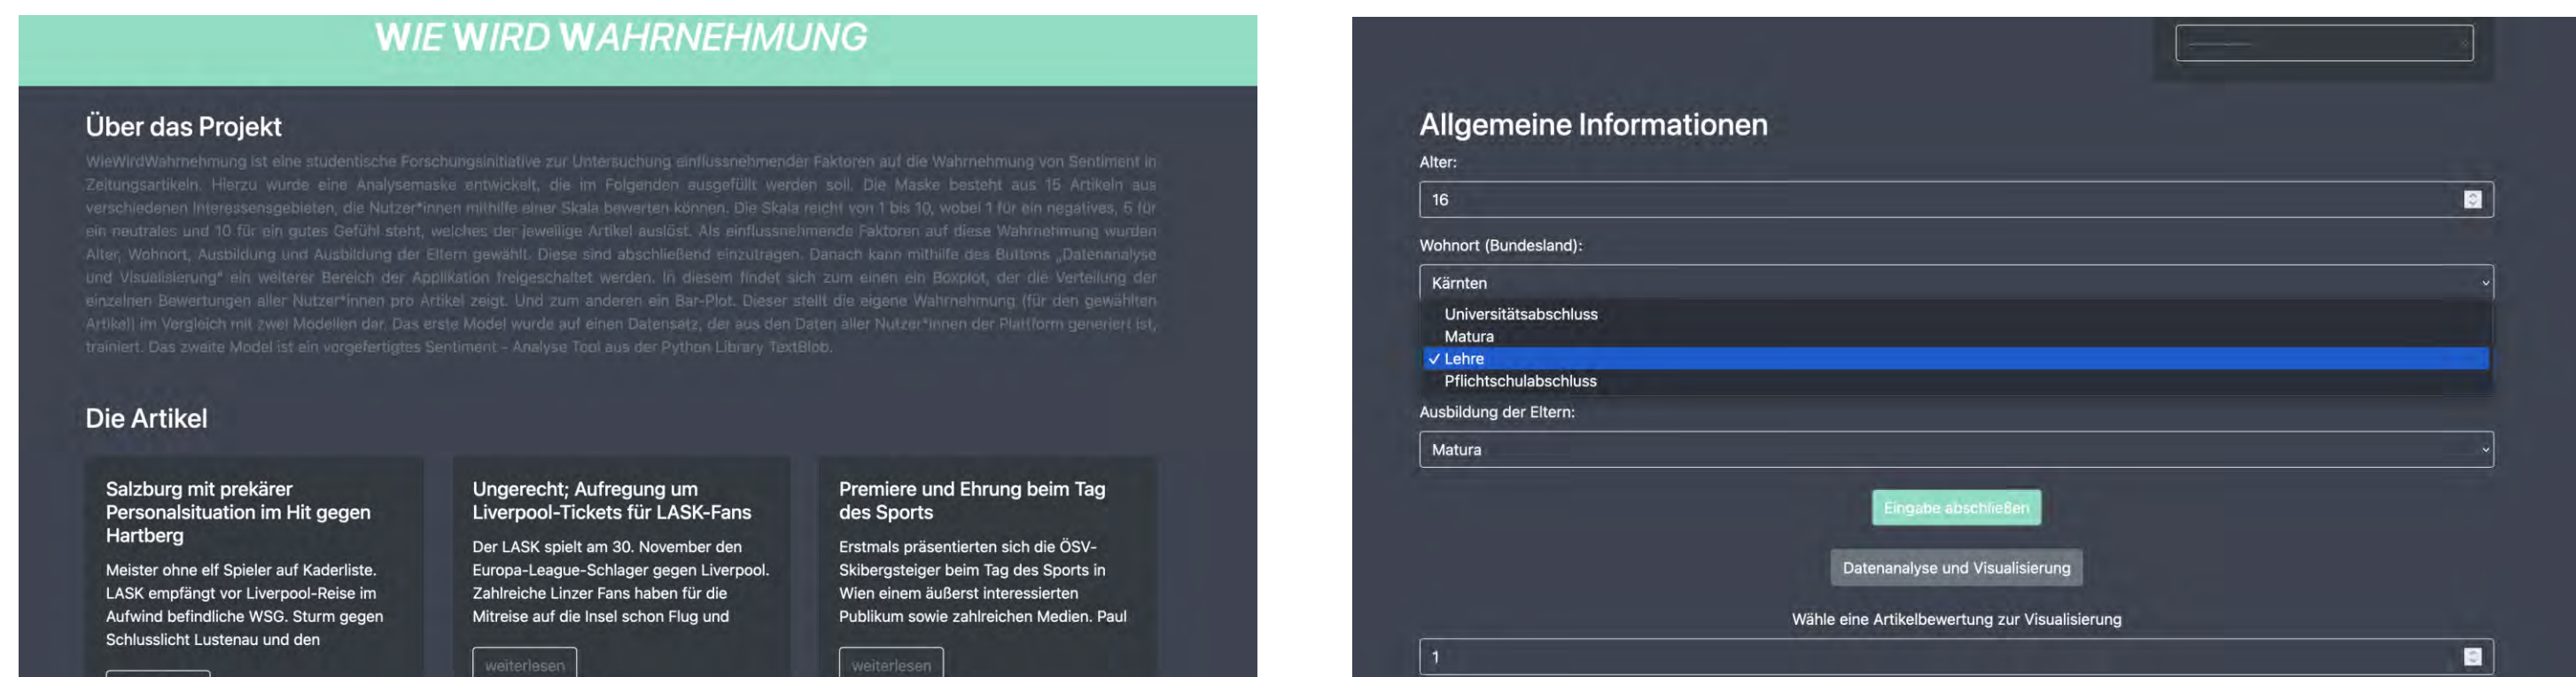 WIE WIRD WAHRNEHMUNG
Über das Projekt
WieWirdWahrnehmung ist eine studentische Forschungsinitiative zur Untersuchung einflussnehmender Faktoren auf die Wahrnehmung von Sentiment in
Zeitungsartikeln. Hierzu wurde eine Analysemaske entwickelt, die im Folgenden ausgefüllt werden soll. Die Maske besteht aus 15 Artikeln aus
verschiedenen Interessensgebieten, die Nutzer*innen mithilfe einer Skala bewerten können. Die Skala reicht von 1 bis 10, wobei 1 für ein negatives, 5 für
ein neutrales und 10 für ein gutes Gefühl steht, welches der jeweilige Artikel auslöst. Als einflussnehmende Faktoren auf diese Wahrnehmung wurden
Alter, Wohnort, Ausbildung und Ausbildung der Eltern gewählt. Diese sind abschließend einzutragen. Danach kann mithilfe des Buttons „Datenanalyse
und Visualisierung" ein weiterer Bereich der Applikation freigeschaltet werden. In diesem findet sich zum einen ein Boxplot, der die Verteilung der
einzelnen Bewertungen aller Nutzer*innen pro Artikel zeigt. Und zum anderen ein Bar-Plot. Dieser stellt die eigene Wahrnehmung (für den gewählten
Artikel) im Vergleich mit zwei Modellen dar. Das erste Model wurde auf einen Datensatz, der aus den Daten aller Nutzer*innen der Plattform generiert ist,
trainiert. Das zweite Model ist ein vorgefertigtes Sentiment – Analyse Tool aus der Python Library TextBlob.
Die Artikel
Salzburg mit prekärer
Personalsituation im Hit gegen
Hartberg
Meister ohne elf Spieler auf Kaderliste.
LASK empfängt vor Liverpool-Reise im
Aufwind befindliche WSG. Sturm gegen
Schlusslicht Lustenau und den
Ungerecht; Aufregung um
Liverpool-Tickets für LASK-Fans
Der LASK spielt am 30. November den
Europa-League-Schlager gegen Liverpool.
Zahlreiche Linzer Fans haben für die
Mitreise auf die Insel schon Flug und
weiterlesen
Premiere und Ehrung beim Tag
des Sports
Erstmals präsentierten sich die ÖSV-
Skibergsteiger beim Tag des Sports in
Wien einem äußerst interessierten
Publikum sowie zahlreichen Medien. Paul
weiterlesen
Allgemeine Informationen
Alter:
16
Wohnort (Bundesland):
Kärnten
Universitätsabschluss
Matura
✓ Lehre
Pflichtschulabschluss
Ausbildung der Eltern:
Matura
Eingabe abschließen
Datenanalyse und Visualisierung
Wähle eine Artikelbewertung zur Visualisierung
1